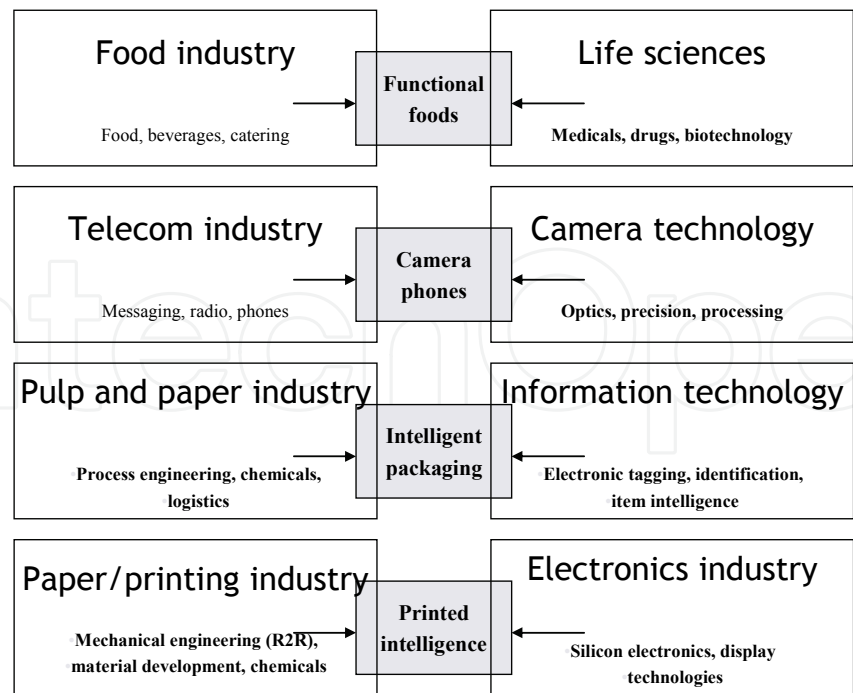 Food industry
Food, beverages, catering
Functional
foods
Life sciences
Medicals, drugs, biotechnology
Telecom industry
Messaging, radio, phones
Camera
phones
Camera technology
Optics, precision, processing
Pulp and paper industry
Process engineering, chemicals,
logistics
Intelligent
packaging
Information technology
Electronic tagging, identification,
item intelligence
Paper/printing industry
Mechanical engineering (R2R),
material development, chemicals
Printed
intelligence
Electronics industry
Silicon electronics, display
technologies
ntechOpe